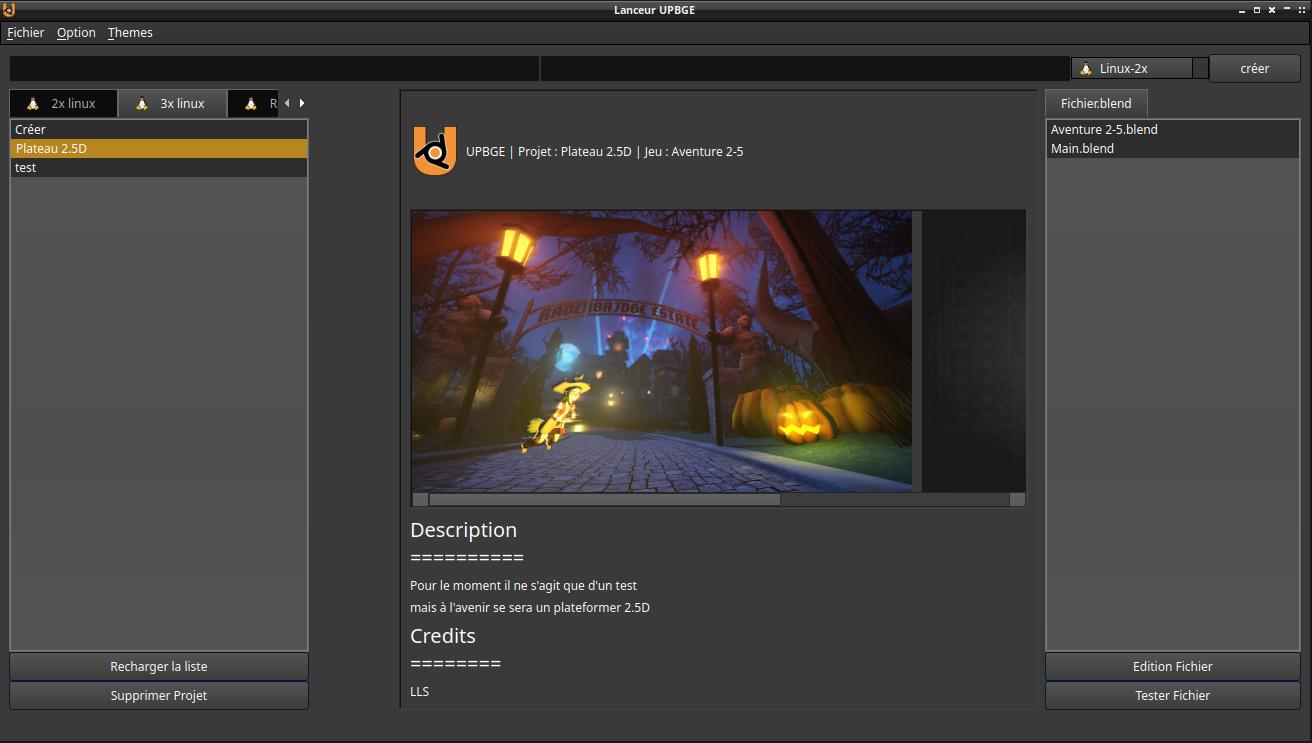 Lanceur UPBGE
Fichier Option Themes
Linux-2x créer
2x linux 3x linux R
Créer
Plateau 2.5D
test
Recharger la liste
Supprimer Projet
UPBGE | Projet : Plateau 2.5D | Jeu : Aventure 2-5
RAVENBRIDGE ESTATE
Description
==========
Pour le moment il ne s'agit que d'un test
mais à l'avenir se sera un plateformer 2.5D
Credits
========
LLS
Fichier.blend
Aventure 2-5.blend
Main.blend
Edition Fichier
Tester Fichier